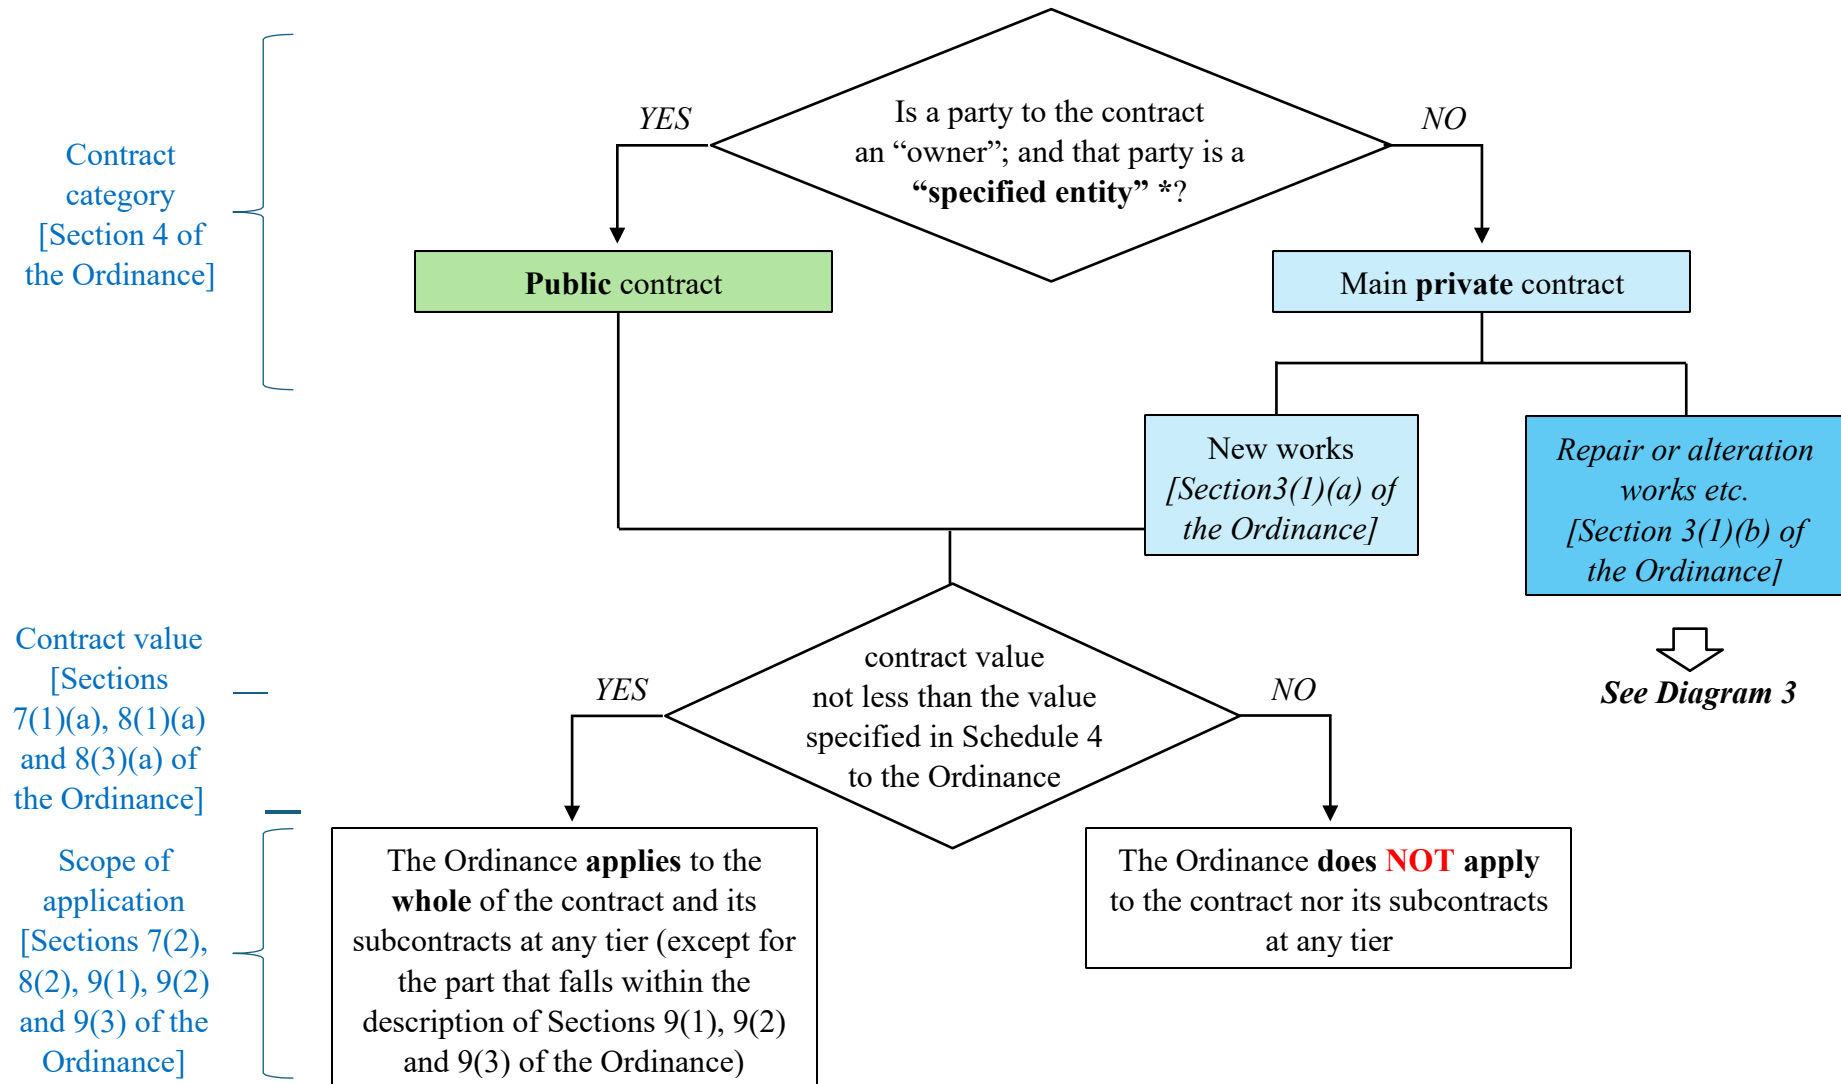 Contract
category
[Section 4 of
the Ordinance]
YES
Is a party to the contract
an “owner”; and that party is a
“specified entity” *?
NO
Public contract
Main private contract
New works
[Section3(1)(a) of
the Ordinance]
Repair or alteration
works etc.
[Section 3(1)(b) of
the Ordinance]
See Diagram 3
Contract value
[Sections
7(1)(a), 8(1)(a)
and 8(3)(a) of
the Ordinance]
YES
contract value
not less than the value
specified in Schedule 4
to the Ordinance
NO
Scope of
application
[Sections 7(2),
8(2), 9(1), 9(2)
and 9(3) of the
Ordinance]
The Ordinance applies to the
whole of the contract and its
subcontracts at any tier (except for
the part that falls within the
description of Sections 9(1), 9(2)
and 9(3) of the Ordinance)
The Ordinance does NOT apply
to the contract nor its subcontracts
at any tier